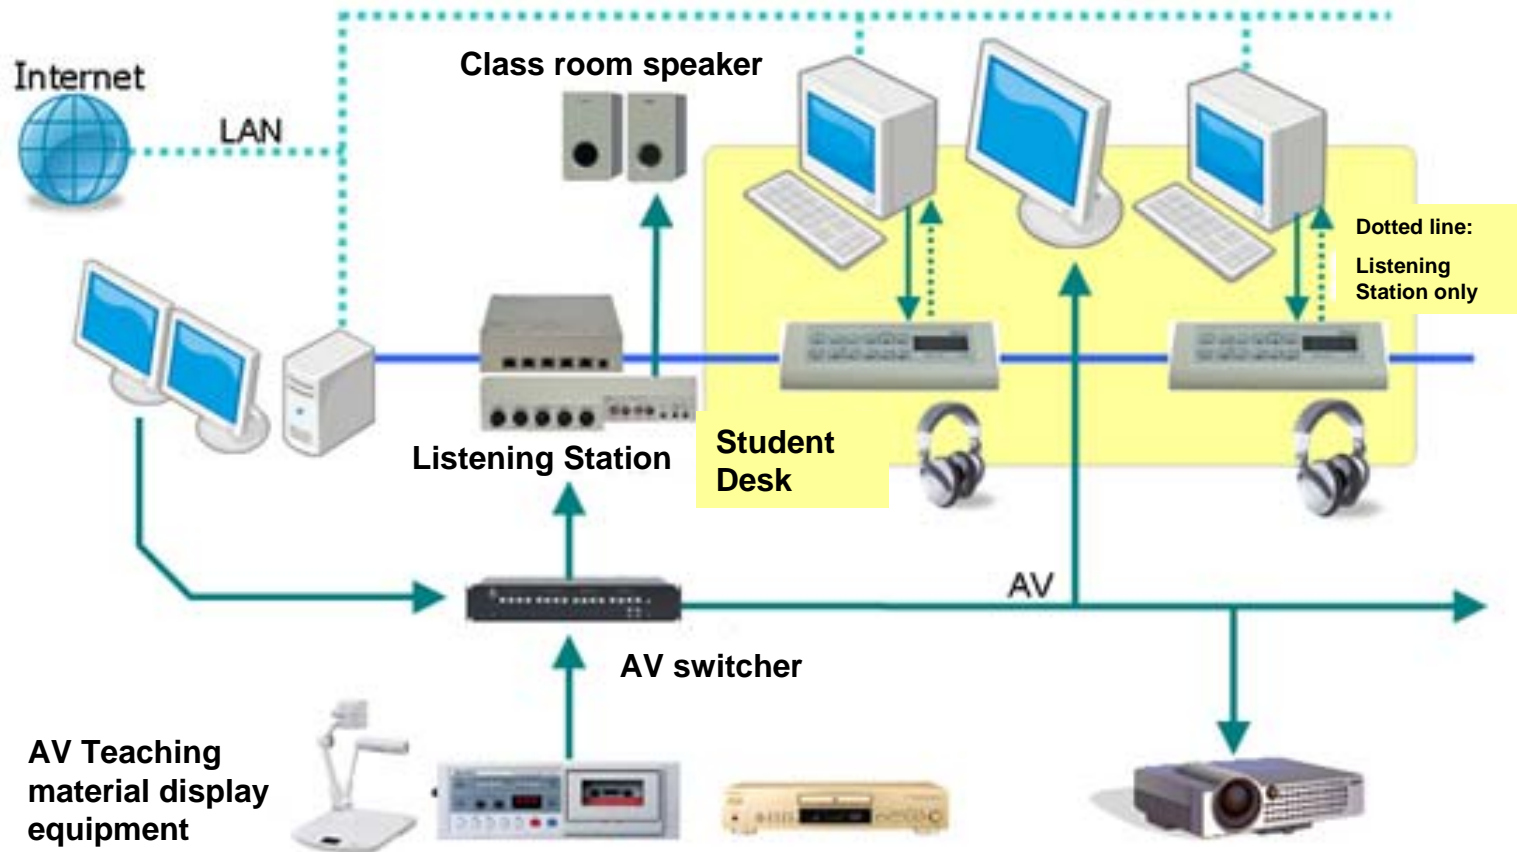 Class room speaker
Internet
LAN
Dotted line:
Listening
Station only
Listening Station
Student
Desk
AV
AV switcher
AV Teaching
material display
equipment